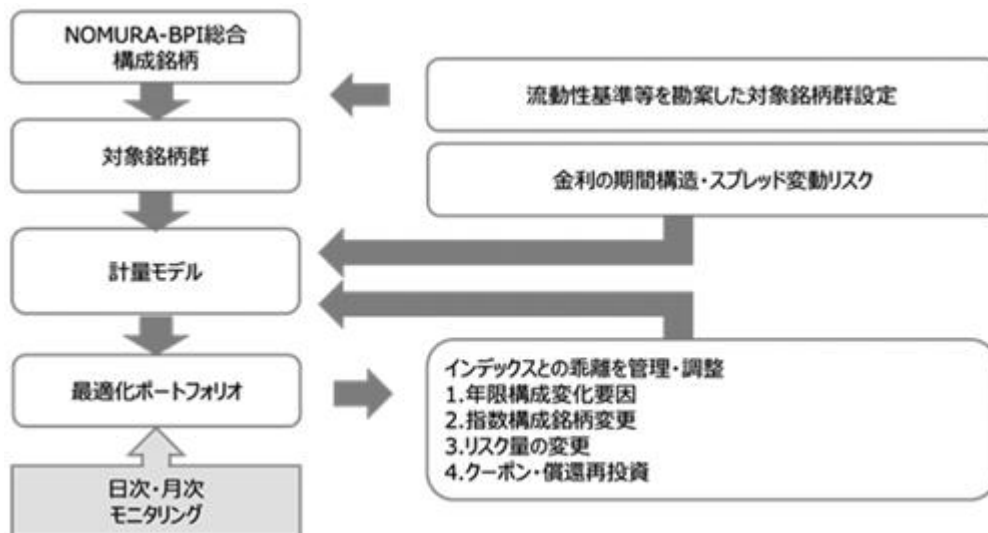 NOMURA-BPI総合
構成銘柄
流動性基準等を勘案した対象銘柄群設定
対象銘柄群
金利の期間構造・スプレッド変動リスク
計量モデル
最適化ポートフォリオ
インデックスとの乖離を管理・調整
1.年限構成変化要因
2.指数構成銘柄変更
3.リスク量の変更
4.クーポン・償還再投資
日次・月次
モニタリング